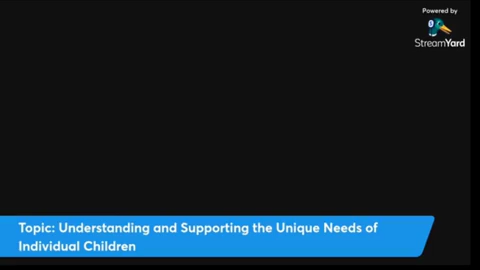 Powered by
StreamYard
Topic: Understanding and Supporting the Unique Needs of
Individual Children